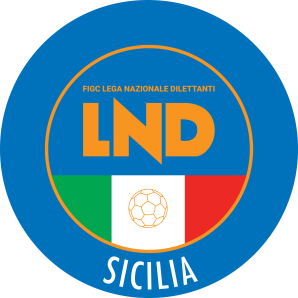 FIGC LEGA NAZIONALE DILETTANTI
LND
SICILIA